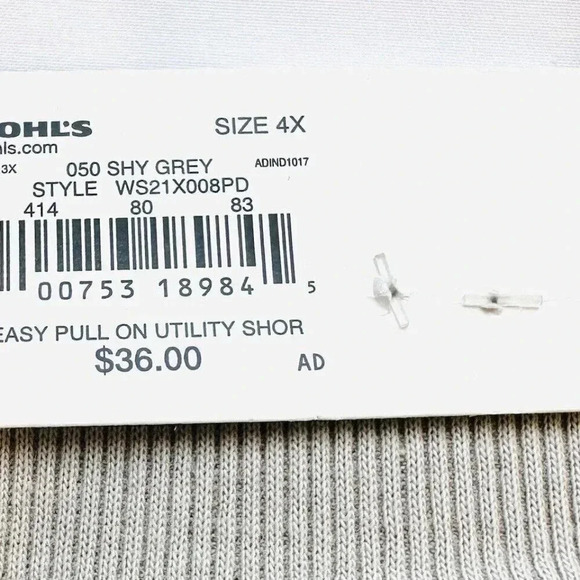 OHL'S SIZE 4X
ls.com
3X 050 SHY GREY ADIND1017
STYLE WS21X008PD
414 80 83
00753 18984 5
EASY PULL ON UTILITY SHOR
$36.00 AD